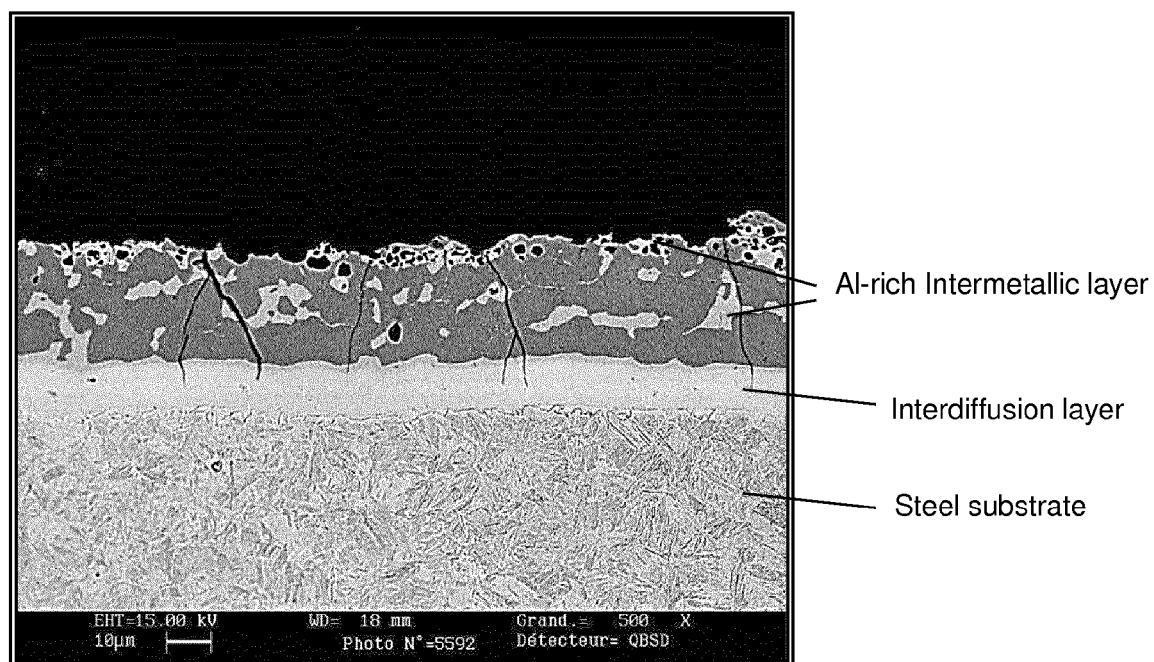 Al-rich Intermetallic layer
Interdiffusion layer
Steel substrate
EHT=15.00 kV WD= 18 mm Grand.= 500 X
10µm Photo N°=5592 Détecteur= QBSD